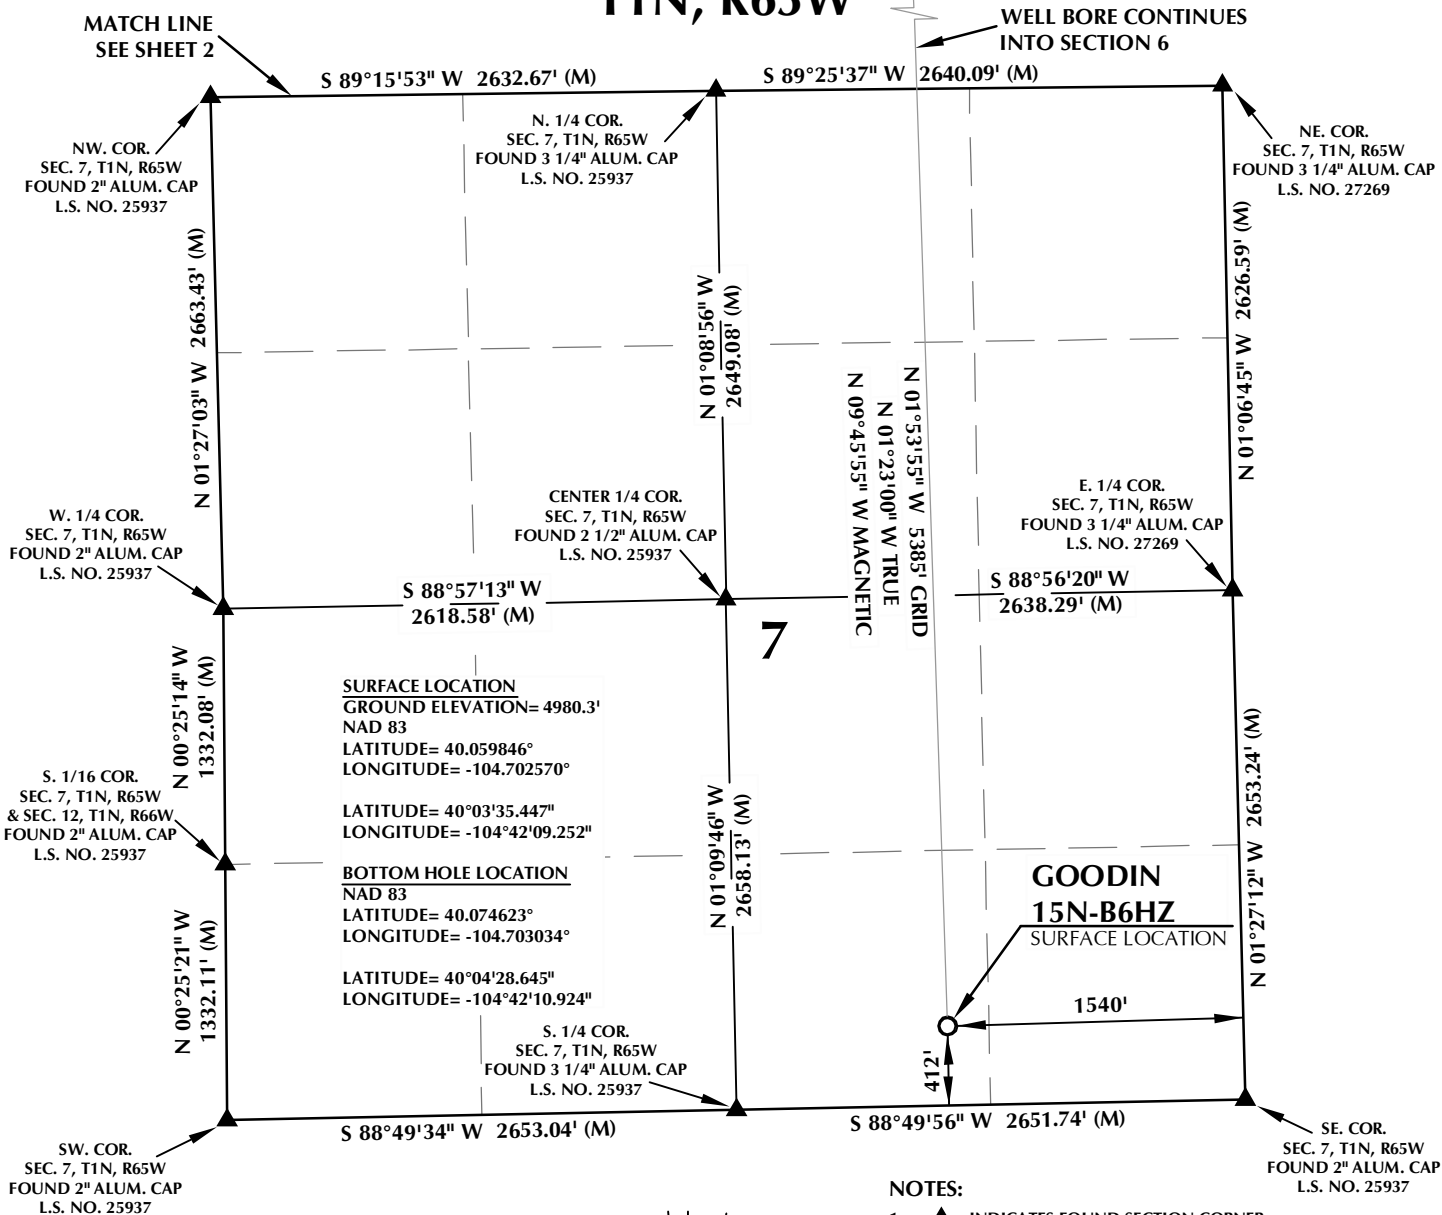 T1N, R65W
MATCH LINE
SEE SHEET 2
WELL BORE CONTINUES
INTO SECTION 6
S 89°15'53" W 2632.67' (M)
S 89°25'37" W 2640.09' (M)
NW. COR.
SEC. 7, T1N, R65W
FOUND 2" ALUM. CAP
L.S. NO. 25937
N. 1/4 COR.
SEC. 7, T1N, R65W
FOUND 3 1/4" ALUM. CAP
L.S. NO. 25937
NE. COR.
SEC. 7, T1N, R65W
FOUND 3 1/4" ALUM. CAP
L.S. NO. 27269
N 01°27'03" W 2663.43' (M)
N 01°08'56" W
2649.08' (M)
N 01°06'45" W 2626.59' (M)
N 01°53'55" W 5385' GRID
N 01°23'00" W TRUE
N 09°45'55" W MAGNETIC
W. 1/4 COR.
SEC. 7, T1N, R65W
FOUND 2" ALUM. CAP
L.S. NO. 25937
CENTER 1/4 COR.
SEC. 7, T1N, R65W
FOUND 2 1/2" ALUM. CAP
L.S. NO. 25937
E. 1/4 COR.
SEC. 7, T1N, R65W
FOUND 3 1/4" ALUM. CAP
L.S. NO. 27269
S 88°57'13" W
2618.58' (M)
S 88°56'20" W
2638.29' (M)
7
N 00°25'14" W
1332.08' (M)
SURFACE LOCATION
GROUND ELEVATION= 4980.3'
NAD 83
LATITUDE= 40.059846°
LONGITUDE= -104.702570°
LATITUDE= 40°03'35.447"
LONGITUDE= -104°42'09.252"
BOTTOM HOLE LOCATION
NAD 83
LATITUDE= 40.074623°
LONGITUDE= -104.703034°
LATITUDE= 40°04'28.645"
LONGITUDE= -104°42'10.924"
S. 1/16 COR.
SEC. 7, T1N, R65W
& SEC. 12, T1N, R66W
FOUND 2" ALUM. CAP
L.S. NO. 25937
N 01°09'46" W
2658.13' (M)
N 01°27'12" W 2653.24' (M)
GOODIN
15N-B6HZ
SURFACE LOCATION
N 00°25'21" W
1332.11' (M)
1540'
412'
S. 1/4 COR.
SEC. 7, T1N, R65W
FOUND 3 1/4" ALUM. CAP
L.S. NO. 25937
S 88°49'34" W 2653.04' (M)
S 88°49'56" W 2651.74' (M)
SW. COR.
SEC. 7, T1N, R65W
FOUND 2" ALUM. CAP
L.S. NO. 25937
SE. COR.
SEC. 7, T1N, R65W
FOUND 2" ALUM. CAP
L.S. NO. 25937
NOTES:
INDICATES FOUND SECTION CORNER